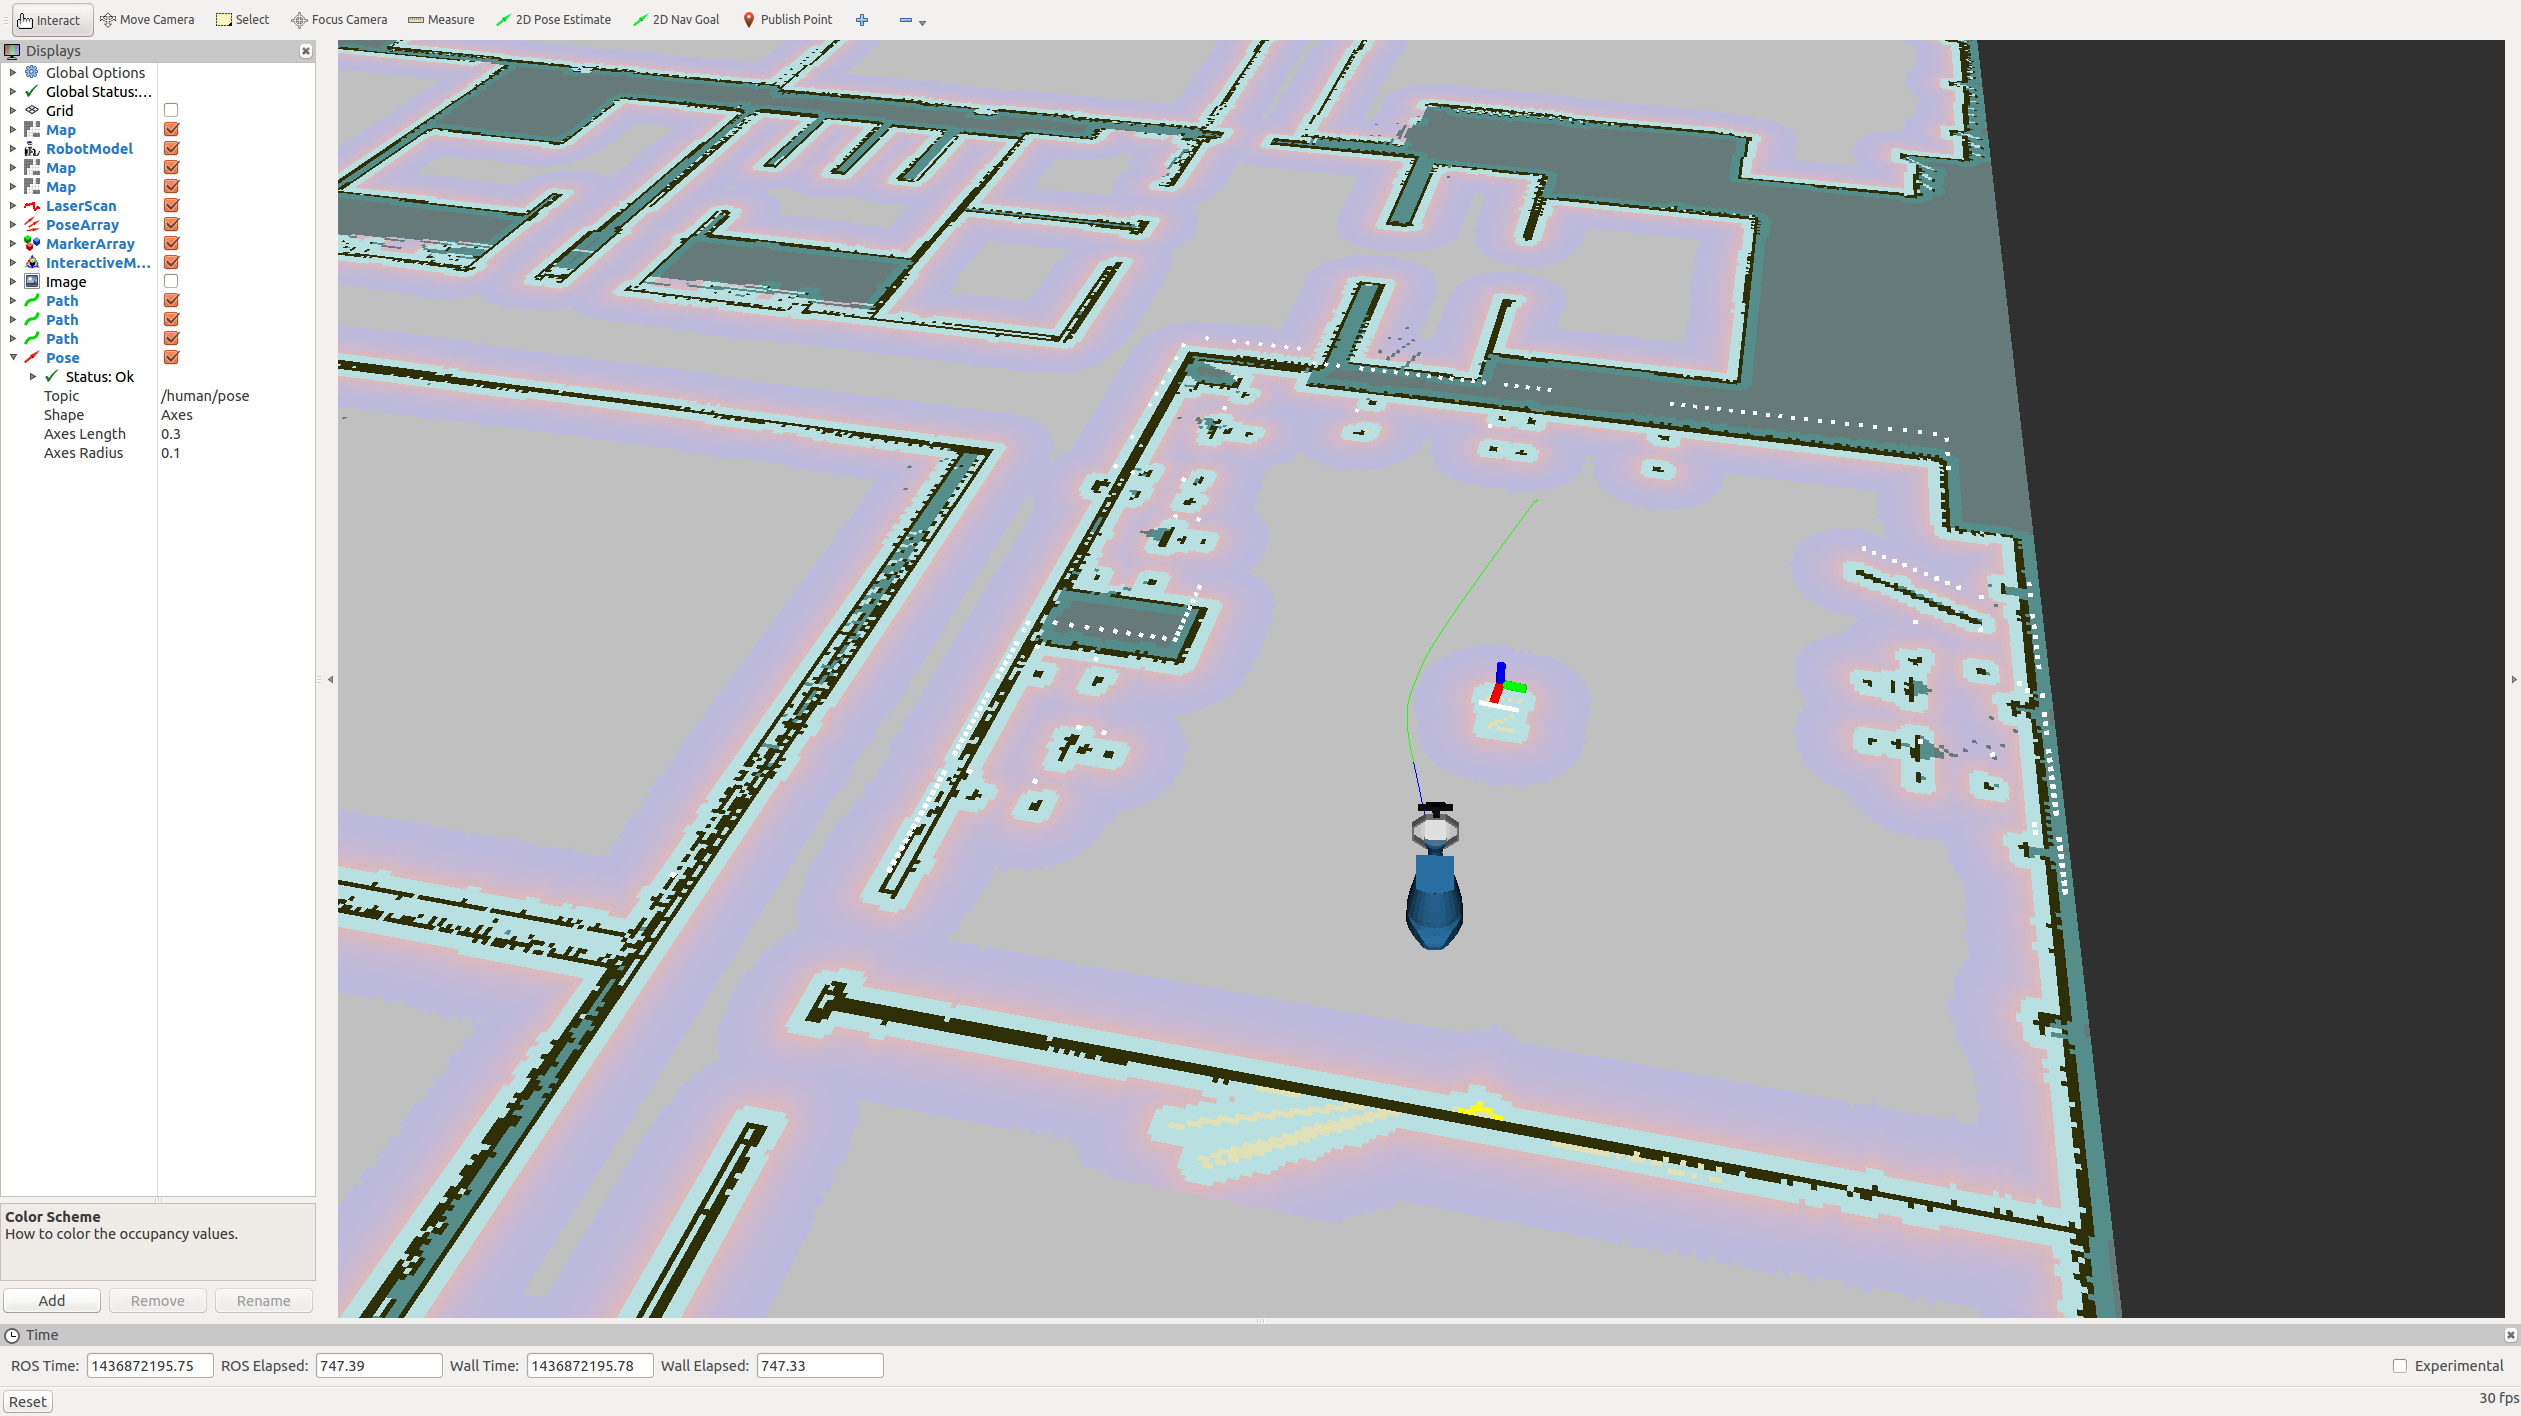 Interact Move Camera Select Focus Camera Measure 2D Pose Estimate 2D Nav Goal Publish Point
Displays
Global Options
Global Status:...
Grid
Map
RobotModel
Map
Map
LaserScan
PoseArray
MarkerArray
InteractiveM...
Image
Path
Path
Path
Pose
Status: Ok
Topic /human/pose
Shape Axes
Axes Length 0.3
Axes Radius 0.1
Color Scheme
How to color the occupancy values.
Add Remove Rename
Time
ROS Time: 1436872195.75 ROS Elapsed: 747.39 Wall Time: 1436872195.78 Wall Elapsed: 747.33 Experimental
Reset 30 fps